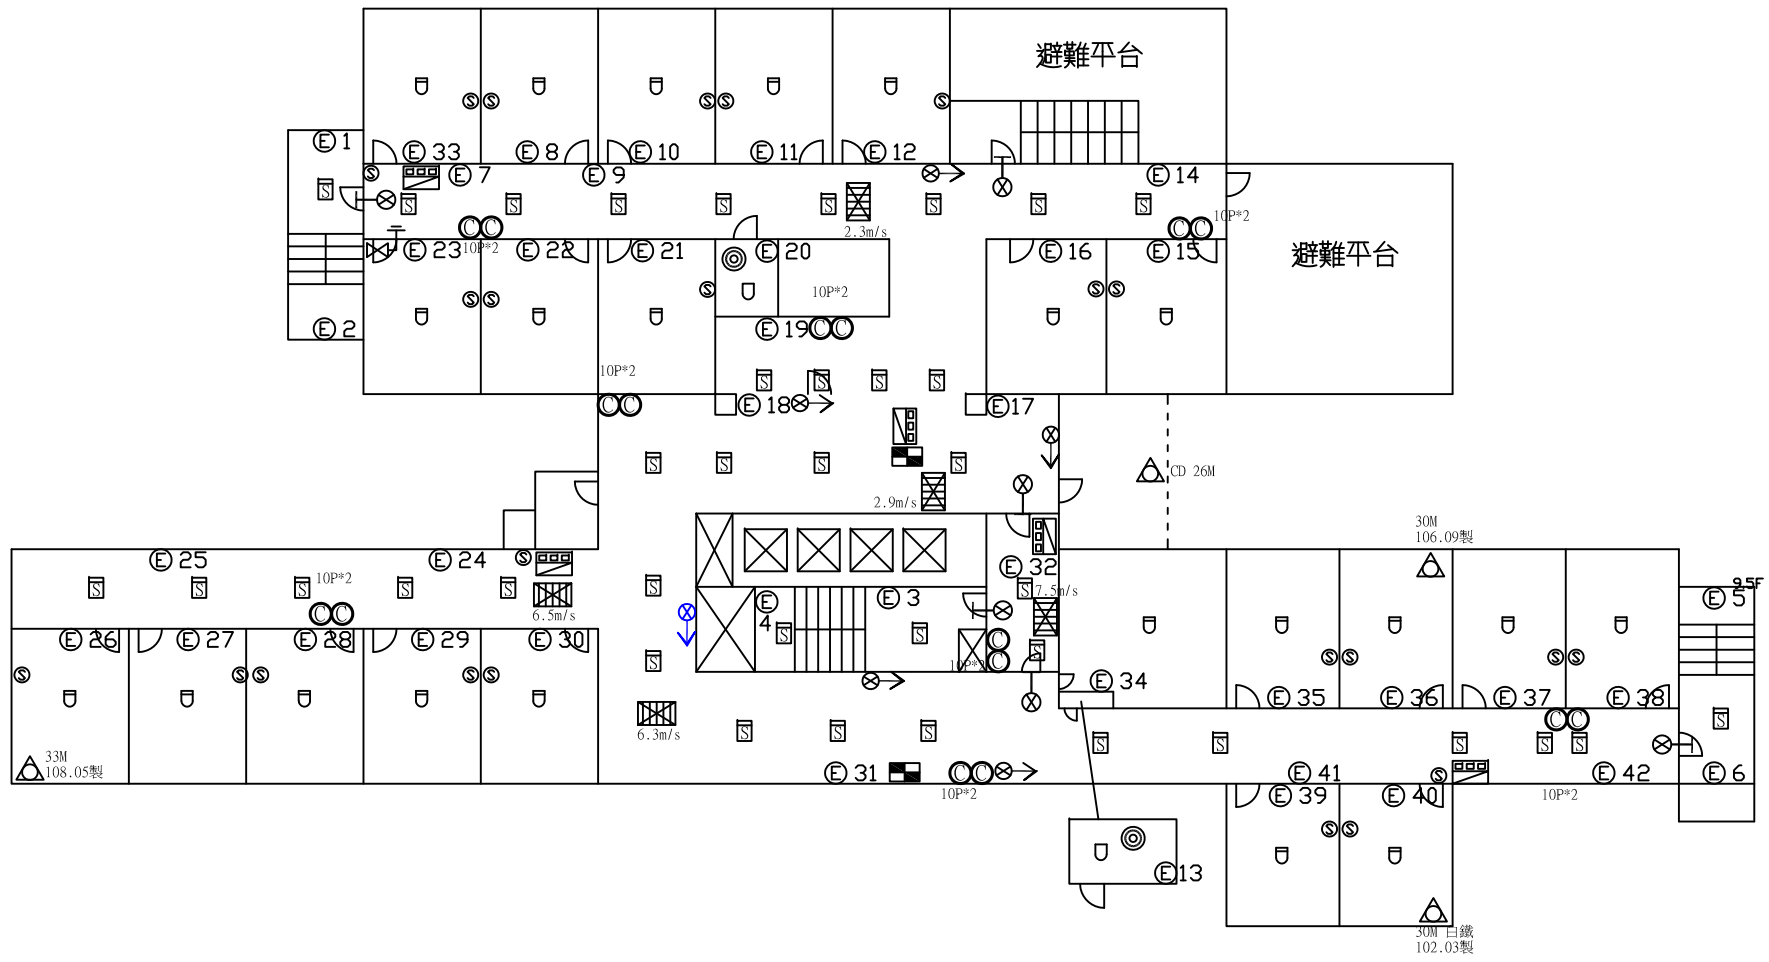 避難平台
E 1
E 33
E 8
E 10
E 11
E 12
S
S
S
S
S
S
E 7
E 9
E 14
S
S
S
S
S
S
S
S
S
S
C C
10P*2
2.3m/s
C C
10P*2
E 23
E 22
E 21
E 20
E 16
E 15
避難平台
S
S
S
S
S
10P*2
E 2
E 19
C C
10P*2
S
S
S
S
C C
E 18
E 17
S
S
S
S
CD 26M
2.9m/s
30M
106.09製
E 25
E 24
S
E 32
S
S
S
S
S
10P*2
S
S
7.5m/s
9.5F
E 5
C C
6.5m/s
E
4
E 3
S
S
C
C
10P*2
S
E 26
E 27
E 28
E 29
E 30
S
S
S
S
S
S
S
S
S
S
E 34
E 35
E 36
E 37
E 38
6.3m/s
S
S
S
C C
S
S
S
S
S
S
33M
108.05製
E 31
C C
10P*2
E 41
S
E 42
10P*2
E 6
E 39
E 40
S
S
E 13
30M 白鐵
102.03製